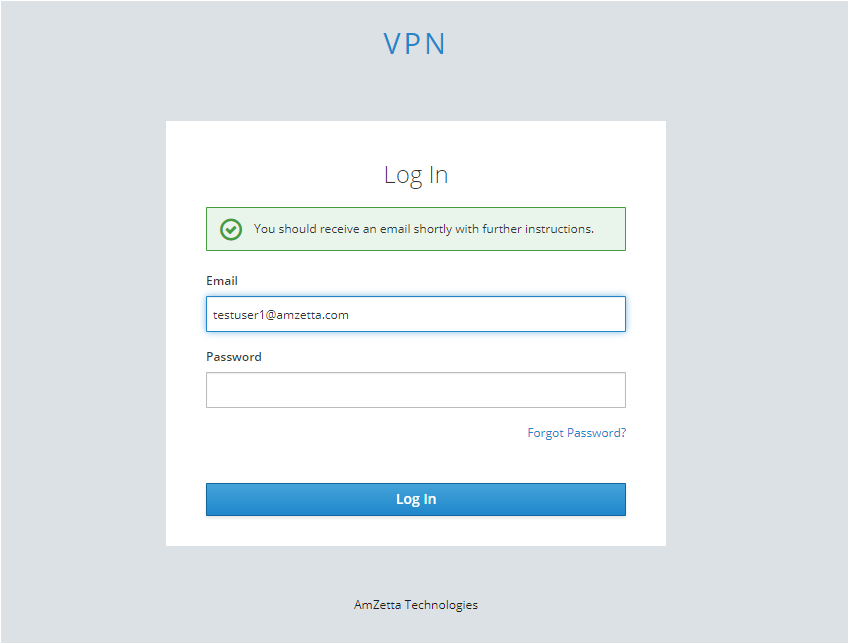 VPN
Log In
You should receive an email shortly with further instructions.
Email
testuser1@amzetta.com
Password
Forgot Password?
Log In
AmZetta Technologies